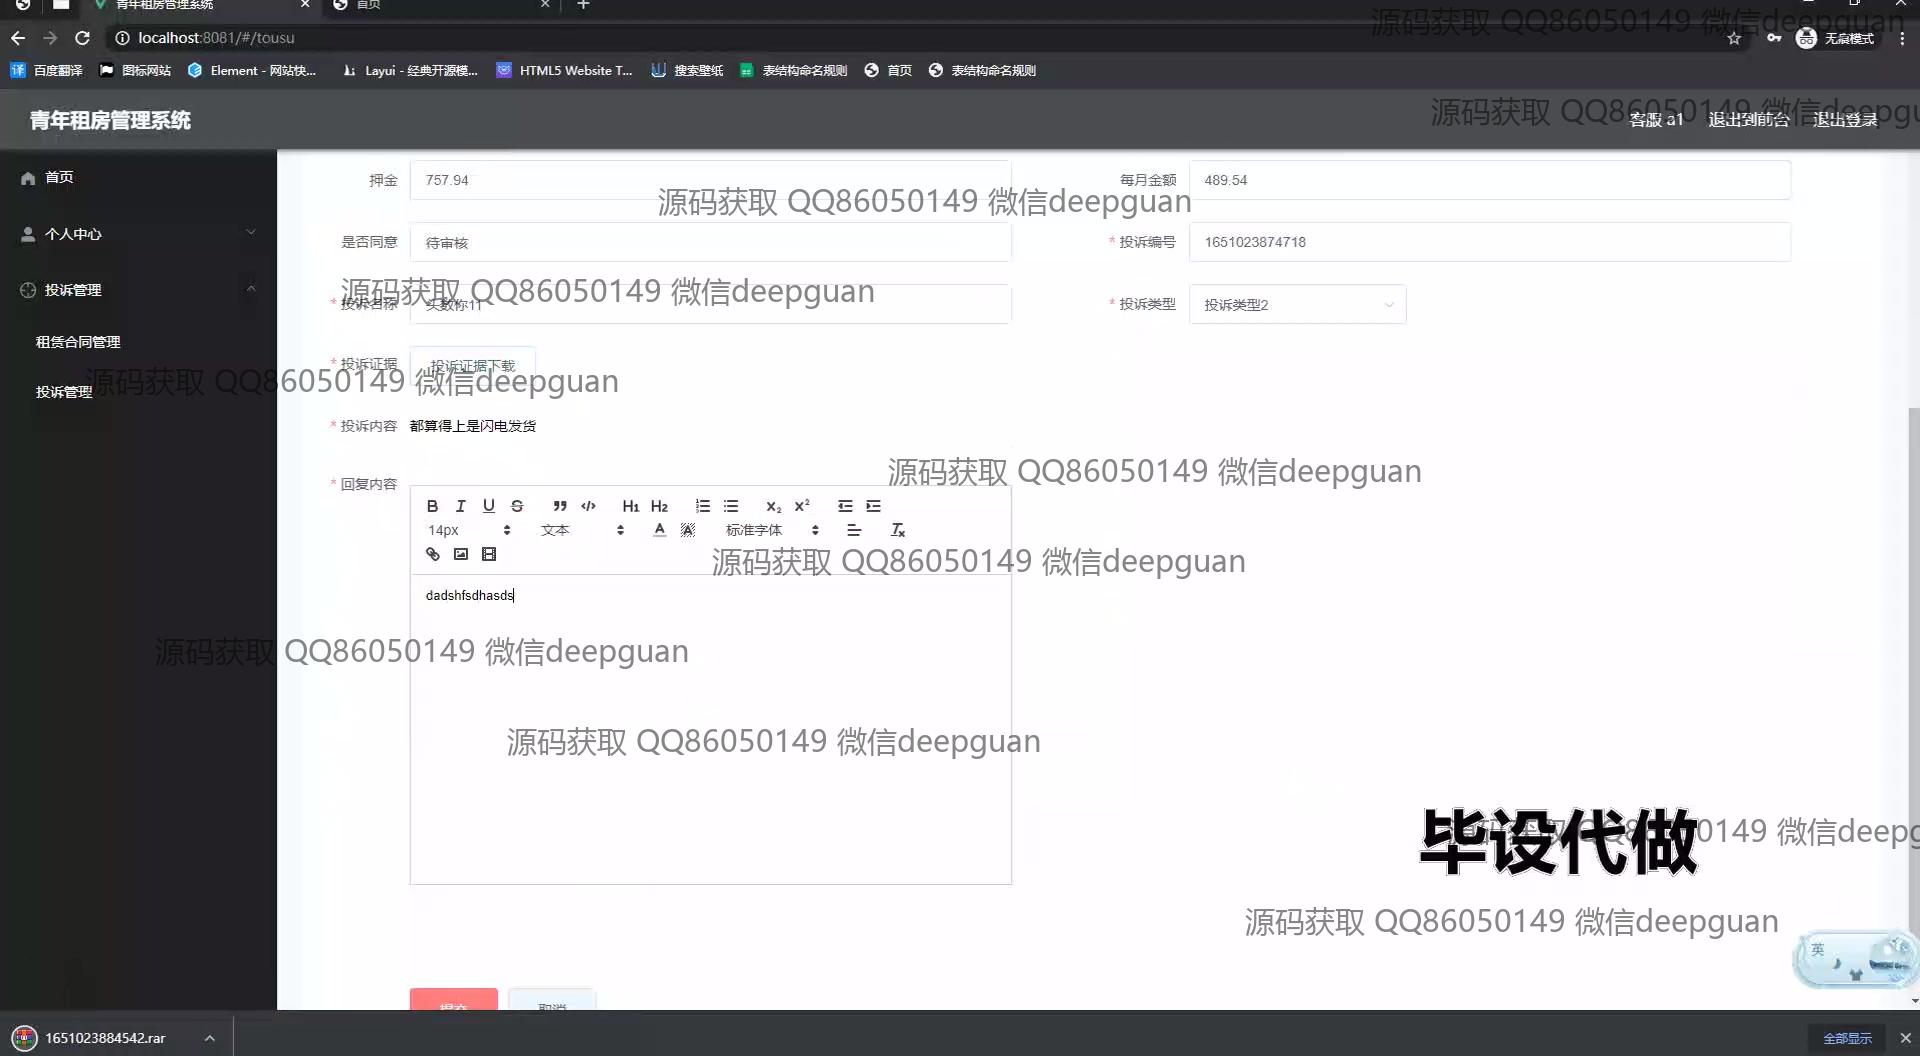 青年租房管理系统
首页
localhost:8081/#/tousu
无痕模式
百度翻译
图标网站
Element - 网站快...
Layui - 经典开源模...
HTML5 Website T...
搜索壁纸
表结构命名规则
首页
表结构命名规则
源码获取 QQ86050149 微信deepguan
青年租房管理系统
源码获取 QQ86050149 微信deepgu
客服 a1
退出到前台
退出登录
首页
个人中心
投诉管理
租赁合同管理
投诉管理
押金
757.94
每月金额
489.54
源码获取 QQ86050149 微信deepguan
是否同意
待审核
* 投诉编号
1651023874718
源码获取 QQ86050149 微信deepguan
* 投诉名称
* 投诉类型
投诉类型2
* 投诉证据
投诉证据下载
源码获取 QQ86050149 微信deepguan
* 投诉内容
都算得上是闪电发货
源码获取 QQ86050149 微信deepguan
* 回复内容
B I U S H1 H2 x2 x2
14px
文本
A A
标准字体
源码获取 QQ86050149 微信deepguan
dadshfsdhasds
源码获取 QQ86050149 微信deepguan
源码获取 QQ86050149 微信deepguan
毕设代做
源码获取 QQ86050149 微信deepg
源码获取 QQ86050149 微信deepguan
英
提交
取消
1651023884542.rar
全部显示